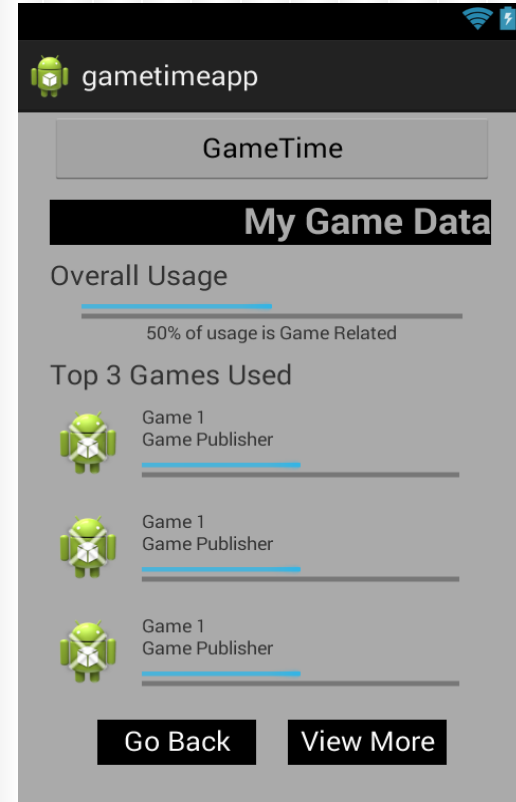 gametimeapp
GameTime
My Game Data
Overall Usage
50% of usage is Game Related
Top 3 Games Used
Game 1
Game Publisher
Game 1
Game Publisher
Game 1
Game Publisher
Go Back
View More